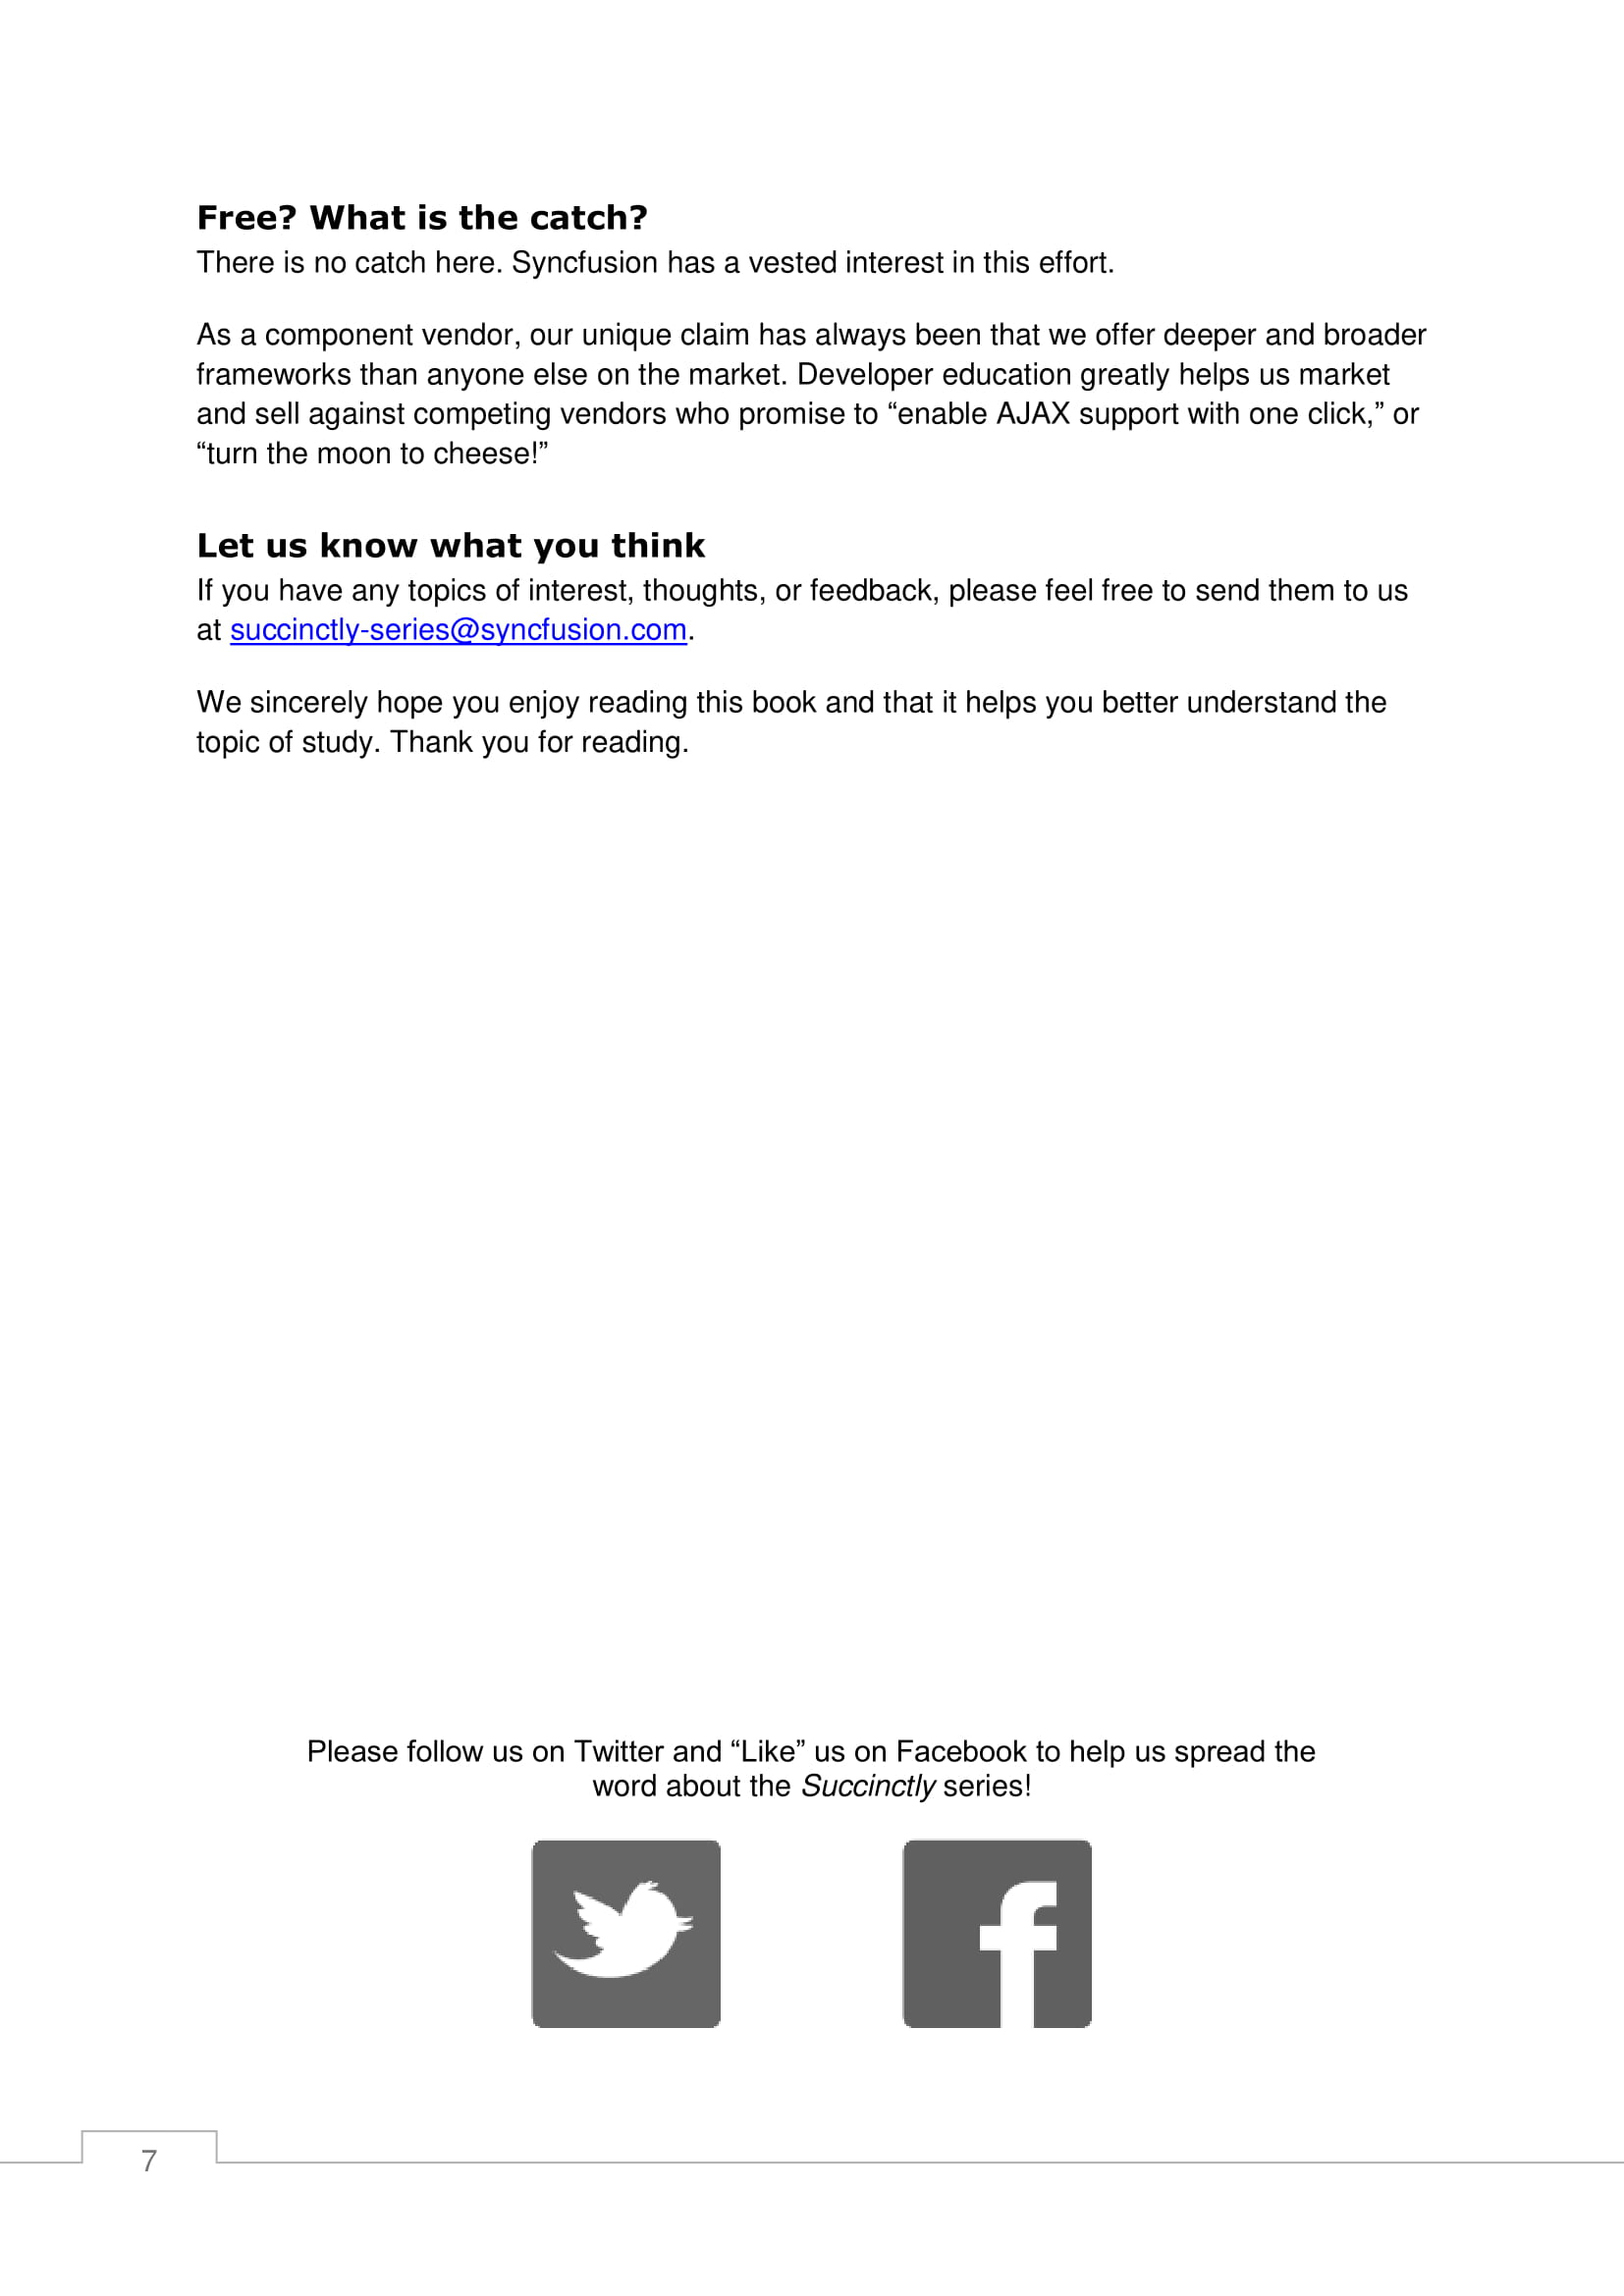 Free? What is the catch?
There is no catch here. Syncfusion has a vested interest in this effort.
As a component vendor, our unique claim has always been that we offer deeper and broader
frameworks than anyone else on the market. Developer education greatly helps us market
and sell against competing vendors who promise to “enable AJAX support with one click,” or
“turn the moon to cheese!”
Let us know what you think
If you have any topics of interest, thoughts, or feedback, please feel free to send them to us
at succinctly-series@syncfusion.com.
We sincerely hope you enjoy reading this book and that it helps you better understand the
topic of study. Thank you for reading.
Please follow us on Twitter and “Like” us on Facebook to help us spread the
word about the Succinctly series!
7